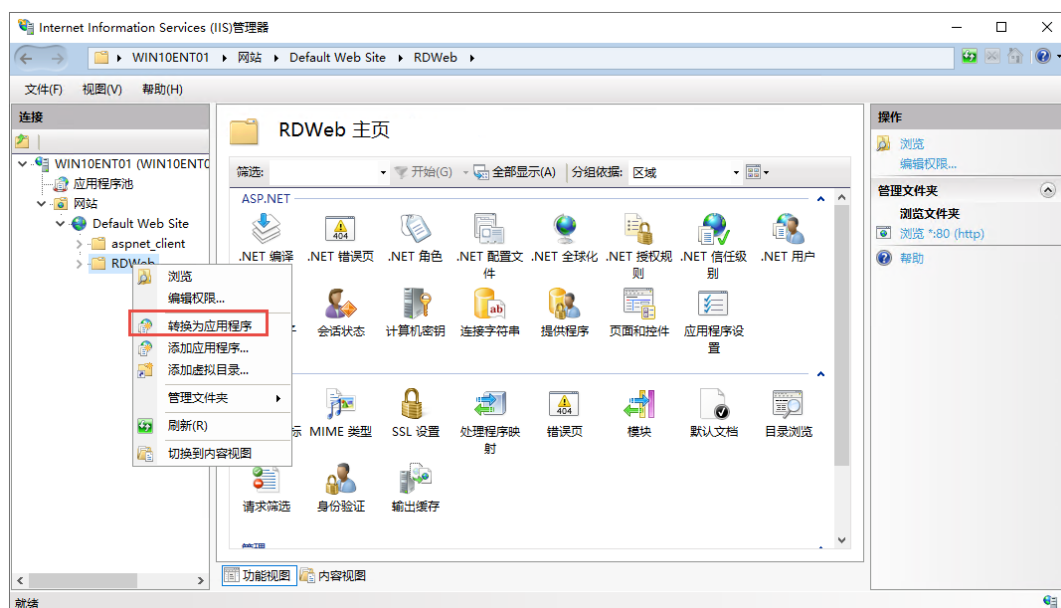 Internet Information Services (IIS)管理器
WIN10ENT01 网站 Default Web Site RDWeb
文件(F) 视图(V) 帮助(H)
连接
WIN10ENT01 (WIN10ENTC
应用程序池
网站
Default Web Site
aspnet_client
RDWeb
浏览
编辑权限...
转换为应用程序
添加应用程序...
添加虚拟目录...
管理文件夹
刷新(R)
切换到内容视图
RDWeb 主页
筛选: 开始(G) 全部显示(A) 分组依据: 区域
ASP.NET
.NET 编译 .NET 错误页 .NET 角色 .NET 配置文件 .NET 全球化 .NET 授权规则 .NET 信任级别 .NET 用户
会话状态 计算机密钥 连接字符串 提供程序 页面和控件 应用程序设置
标 MIME 类型 SSL 设置 处理程序映射 错误页 模块 默认文档 目录浏览
请求筛选 身份验证 输出缓存
管理
功能视图 内容视图
操作
浏览
编辑权限...
管理文件夹
浏览文件夹
浏览 *:80 (http)
帮助
就绪